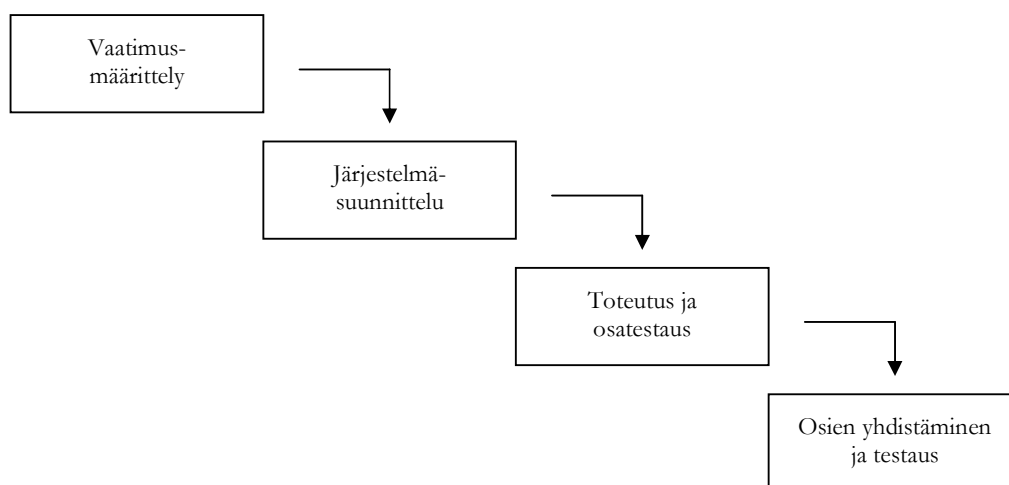 Vaatimus-
määrittely
Järjestelmä-
suunnittelu
Toteutus ja
osatestaus
Osien yhdistäminen
ja testaus